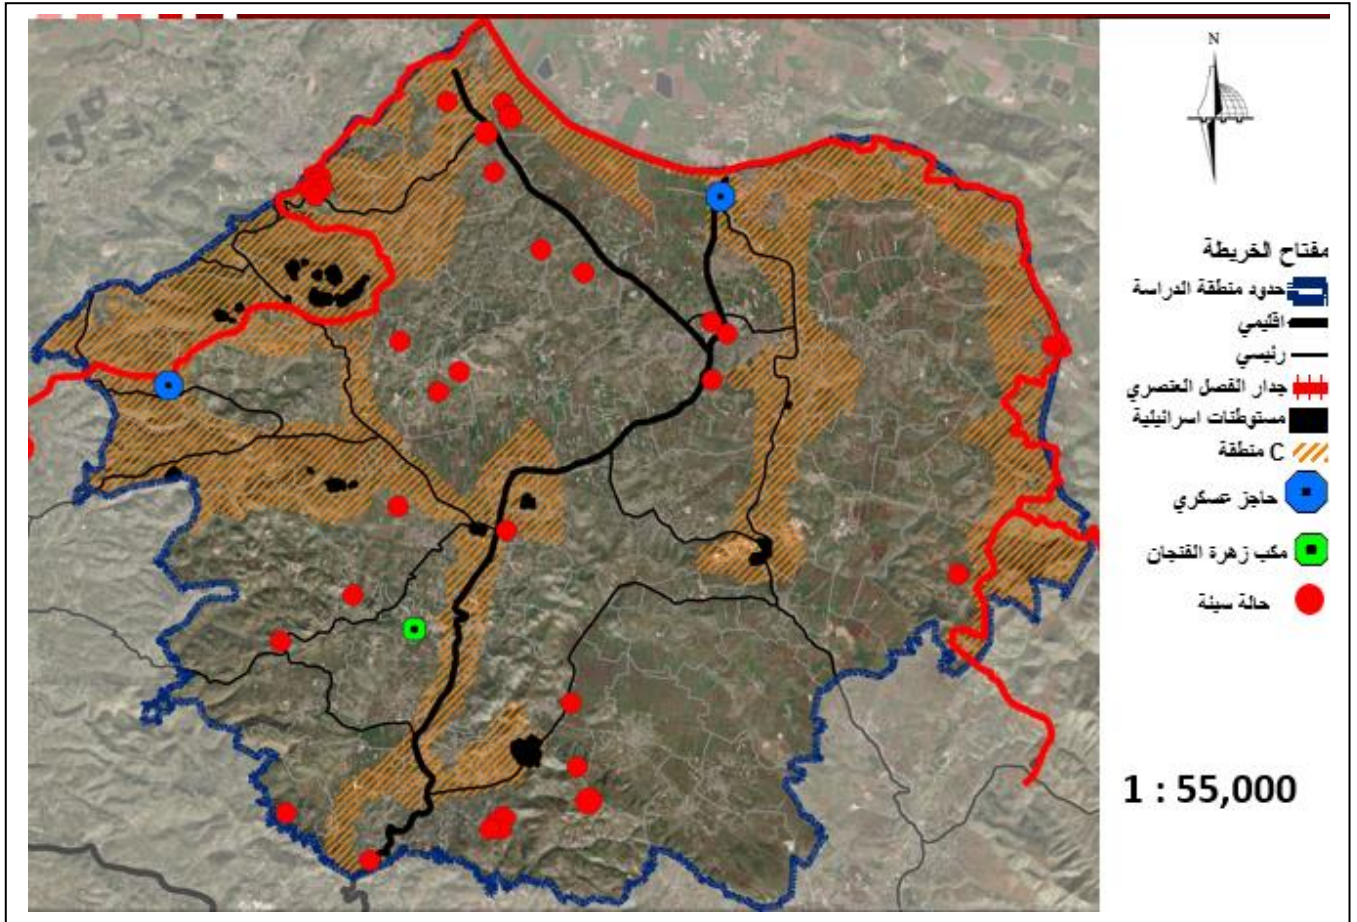 N
مفتاح الخريطة
حدود منطقة الدراسة
اقليمي
رئيسي
جدار الفصل العنصري
مستوطنات اسرائيلية
منطقة C
حاجز عسكري
مكب زهرة الفنجان
حالة سيئة
1 : 55,000